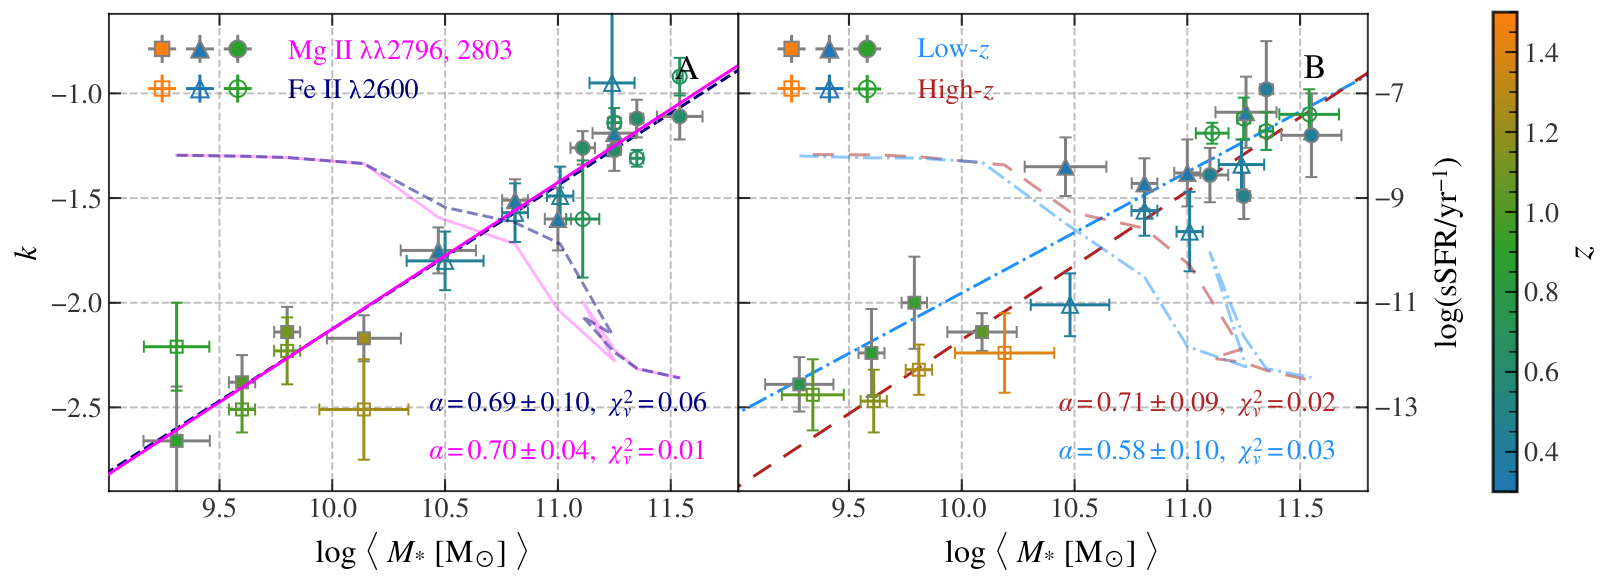 Mg II λλ2796, 2803
Fe II λ2600
A
Low-z
High-z
B
−1.0
−1.5
−2.0
−2.5
k
α=0.69±0.10, χ²ᵥ=0.06
α=0.70±0.04, χ²ᵥ=0.01
α=0.71±0.09, χ²ᵥ=0.02
α=0.58±0.10, χ²ᵥ=0.03
9.5 10.0 10.5 11.0 11.5
9.5 10.0 10.5 11.0 11.5
log ⟨ M* [M⊙] ⟩
log ⟨ M* [M⊙] ⟩
−7
−9
−11
−13
log(sSFR/yr⁻¹)
1.4
1.2
1.0
0.8
0.6
0.4
z